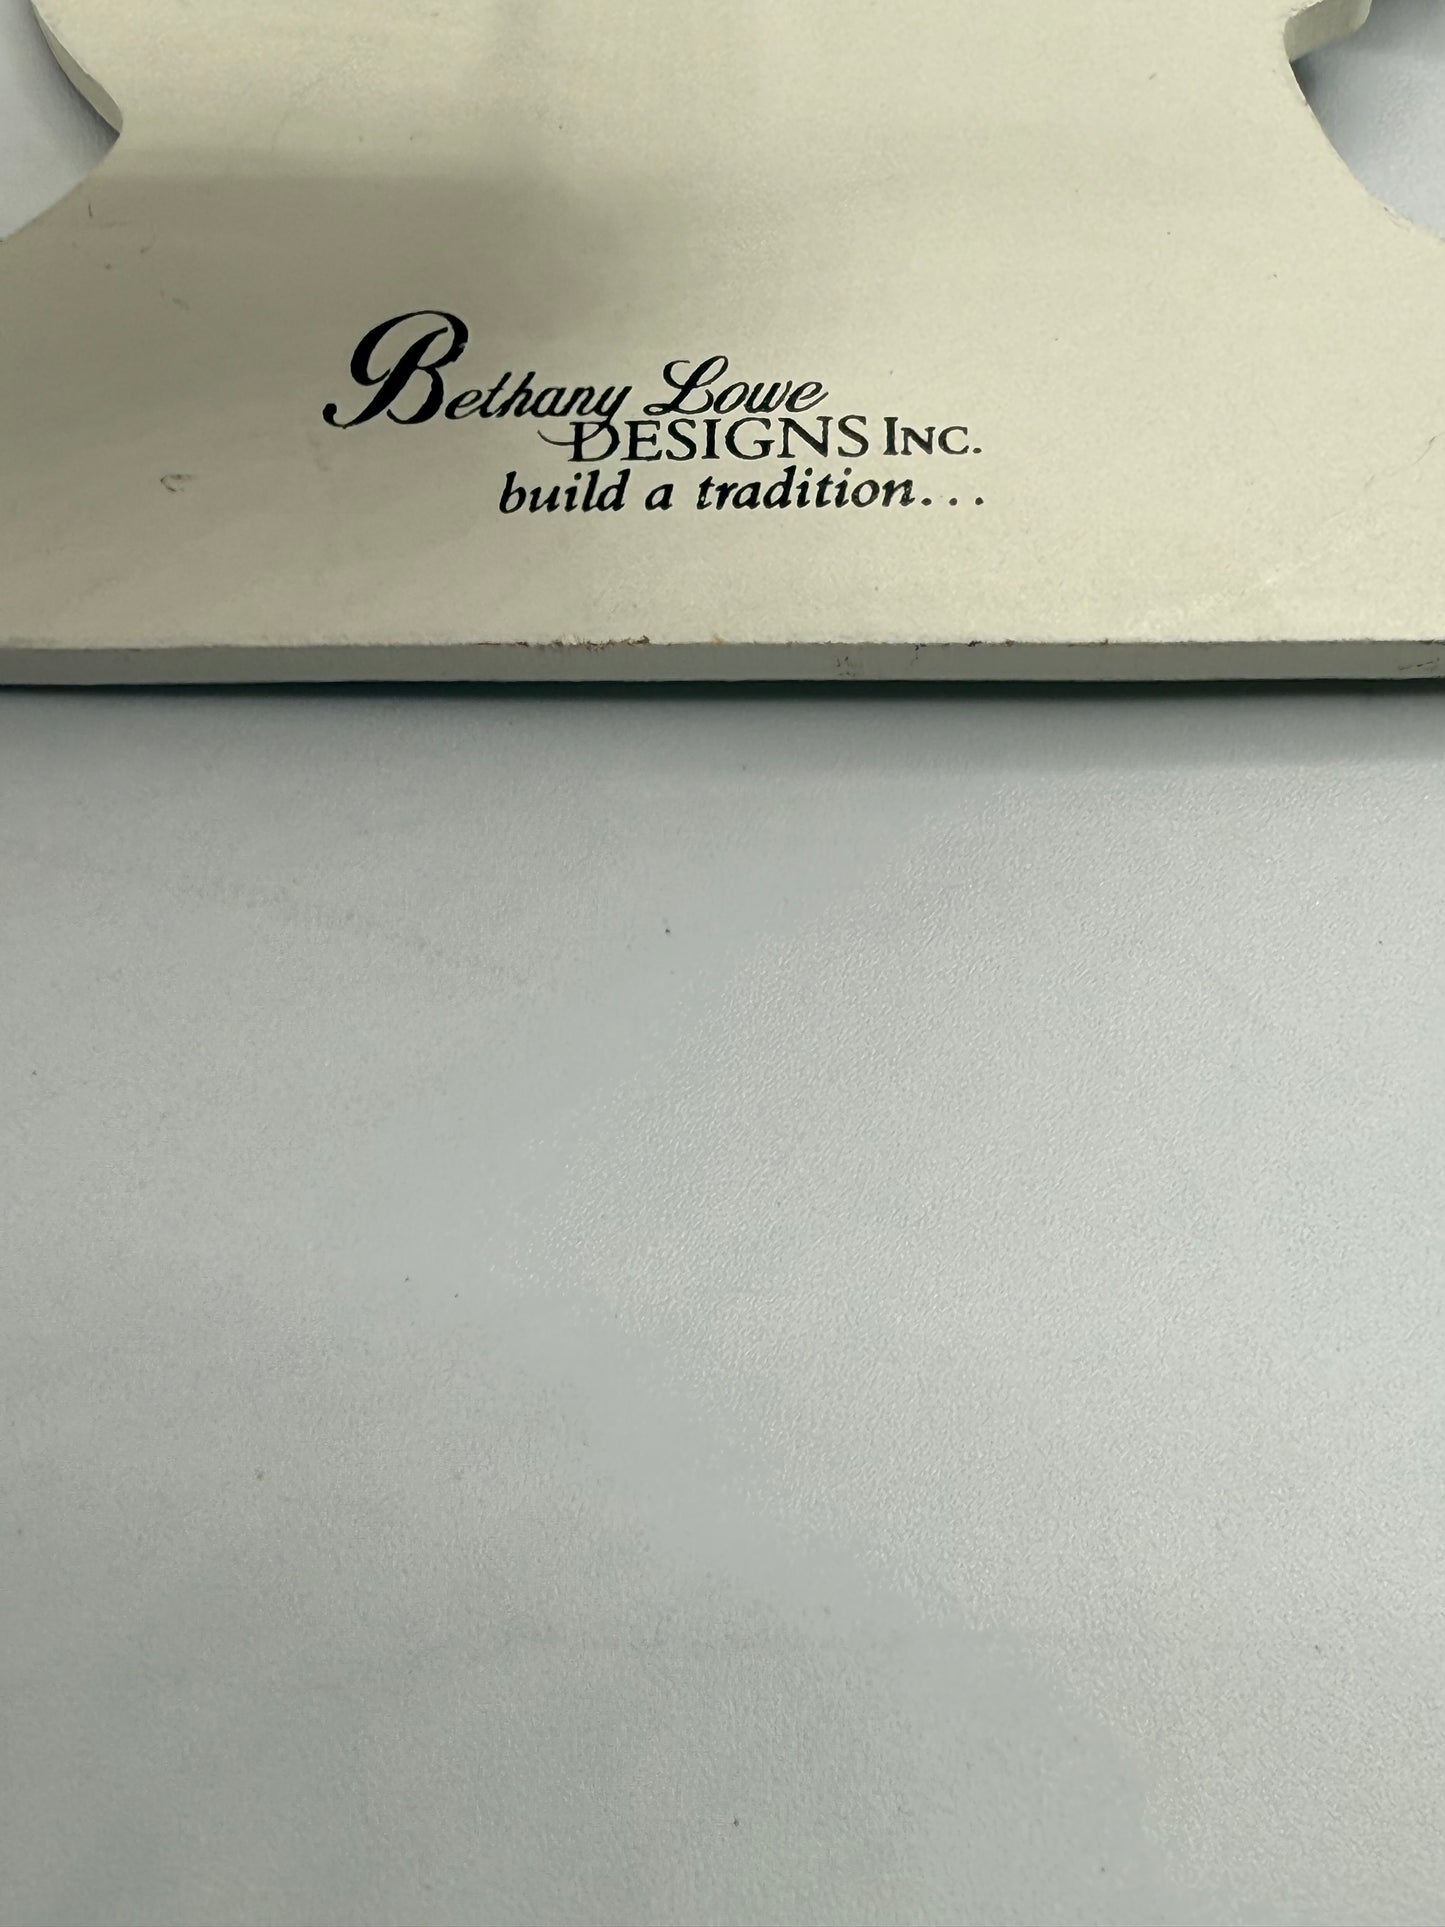 Bethany Lowe
DESIGNS INC.
build a tradition...